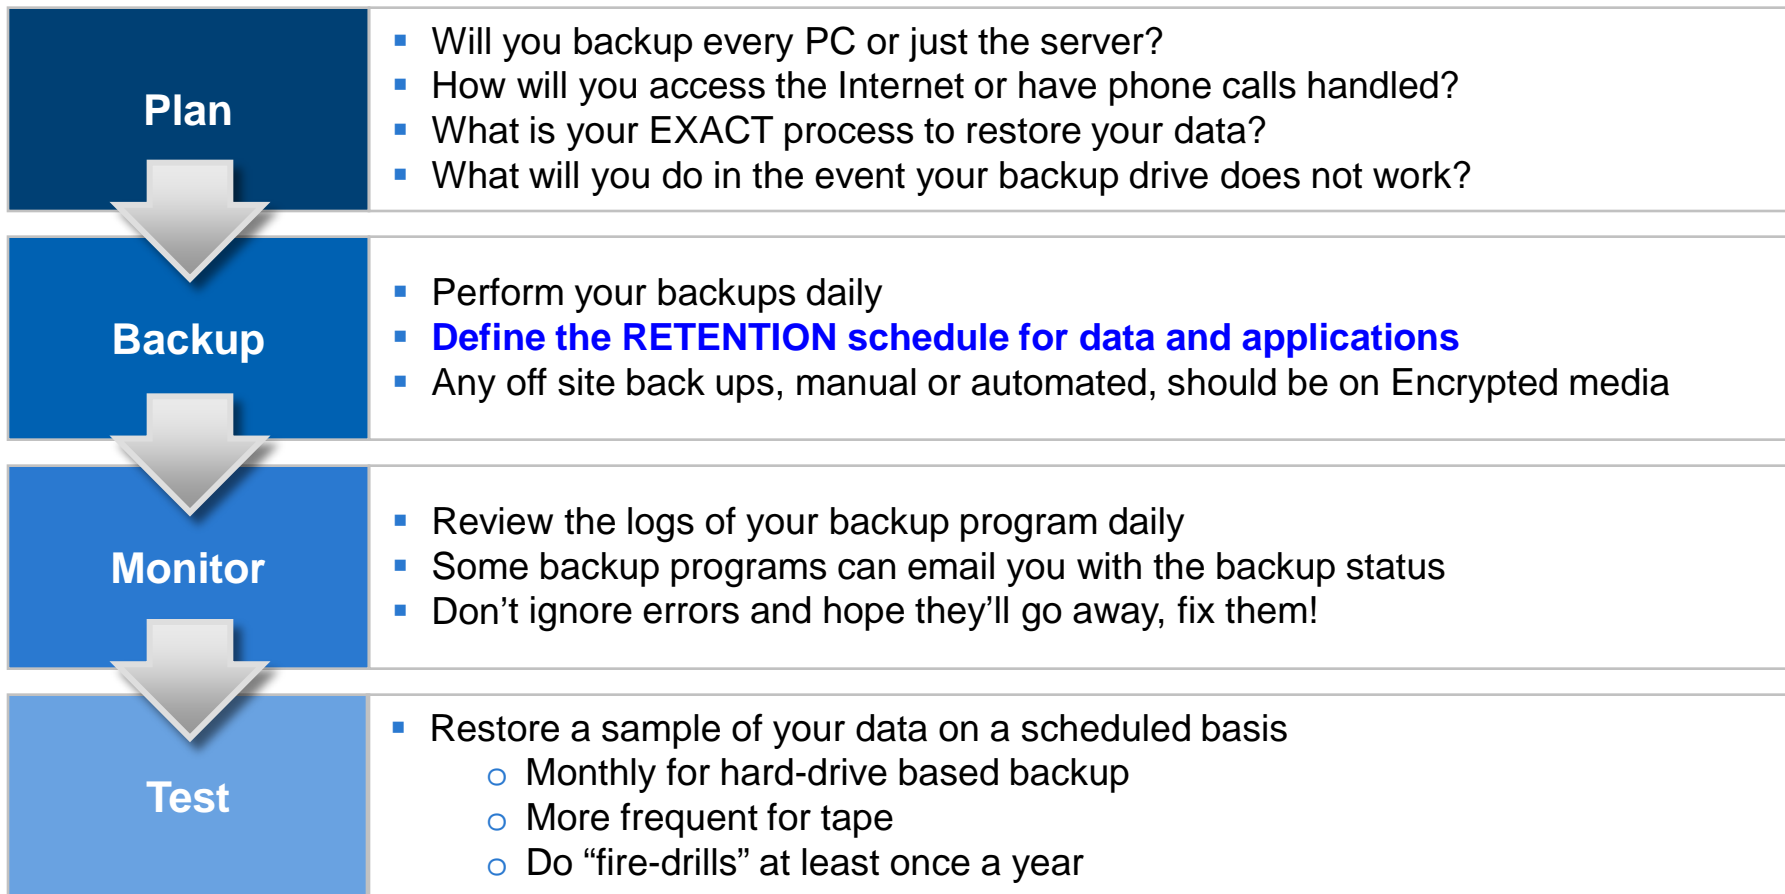 Plan
Will you backup every PC or just the server?
How will you access the Internet or have phone calls handled?
What is your EXACT process to restore your data?
What will you do in the event your backup drive does not work?
Backup
Perform your backups daily
Define the RETENTION schedule for data and applications
Any off site back ups, manual or automated, should be on Encrypted media
Monitor
Review the logs of your backup program daily
Some backup programs can email you with the backup status
Don’t ignore errors and hope they’ll go away, fix them!
Test
Restore a sample of your data on a scheduled basis
Monthly for hard-drive based backup
More frequent for tape
Do “fire-drills” at least once a year